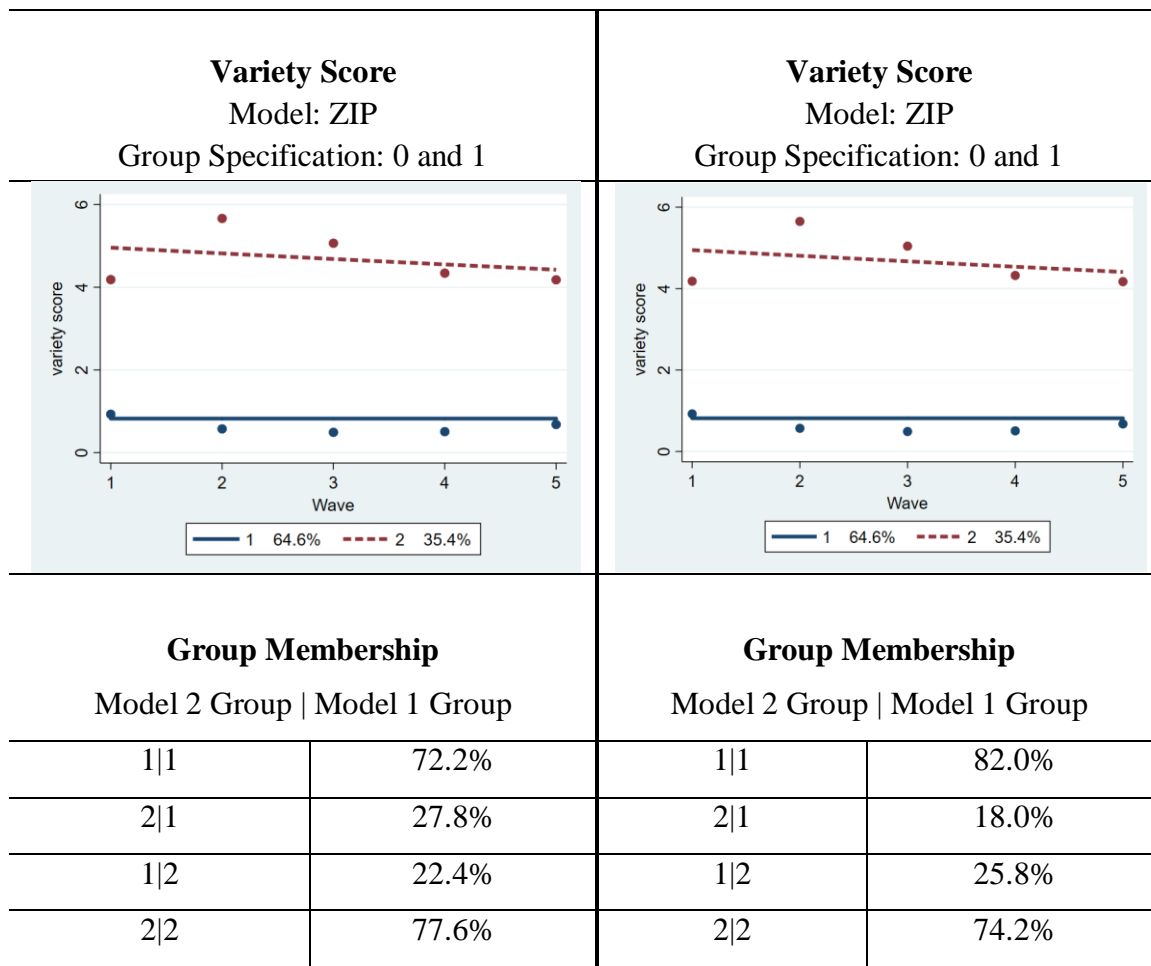 Variety Score
Model: ZIP
Group Specification: 0 and 1
Variety Score
Model: ZIP
Group Specification: 0 and 1
6
4
2
0
variety score
1 2 3 4 5
Wave
1 64.6% 2 35.4%
6
4
2
0
variety score
1 2 3 4 5
Wave
1 64.6% 2 35.4%
Group Membership
Model 2 Group | Model 1 Group
Group Membership
Model 2 Group | Model 1 Group
1|1 72.2% 1|1 82.0%
2|1 27.8% 2|1 18.0%
1|2 22.4% 1|2 25.8%
2|2 77.6% 2|2 74.2%